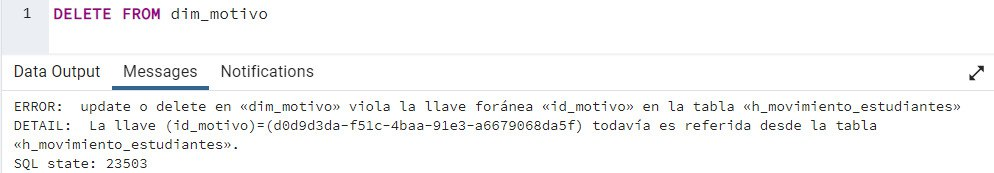 1 DELETE FROM dim_motivo
Data Output Messages Notifications
ERROR:  update o delete en «dim_motivo» viola la llave foránea «id_motivo» en la tabla «h_movimiento_estudiantes»
DETAIL:  La llave (id_motivo)=(d0d9d3da-f51c-4baa-91e3-a6679068da5f) todavía es referida desde la tabla
«h_movimiento_estudiantes».
SQL state: 23503